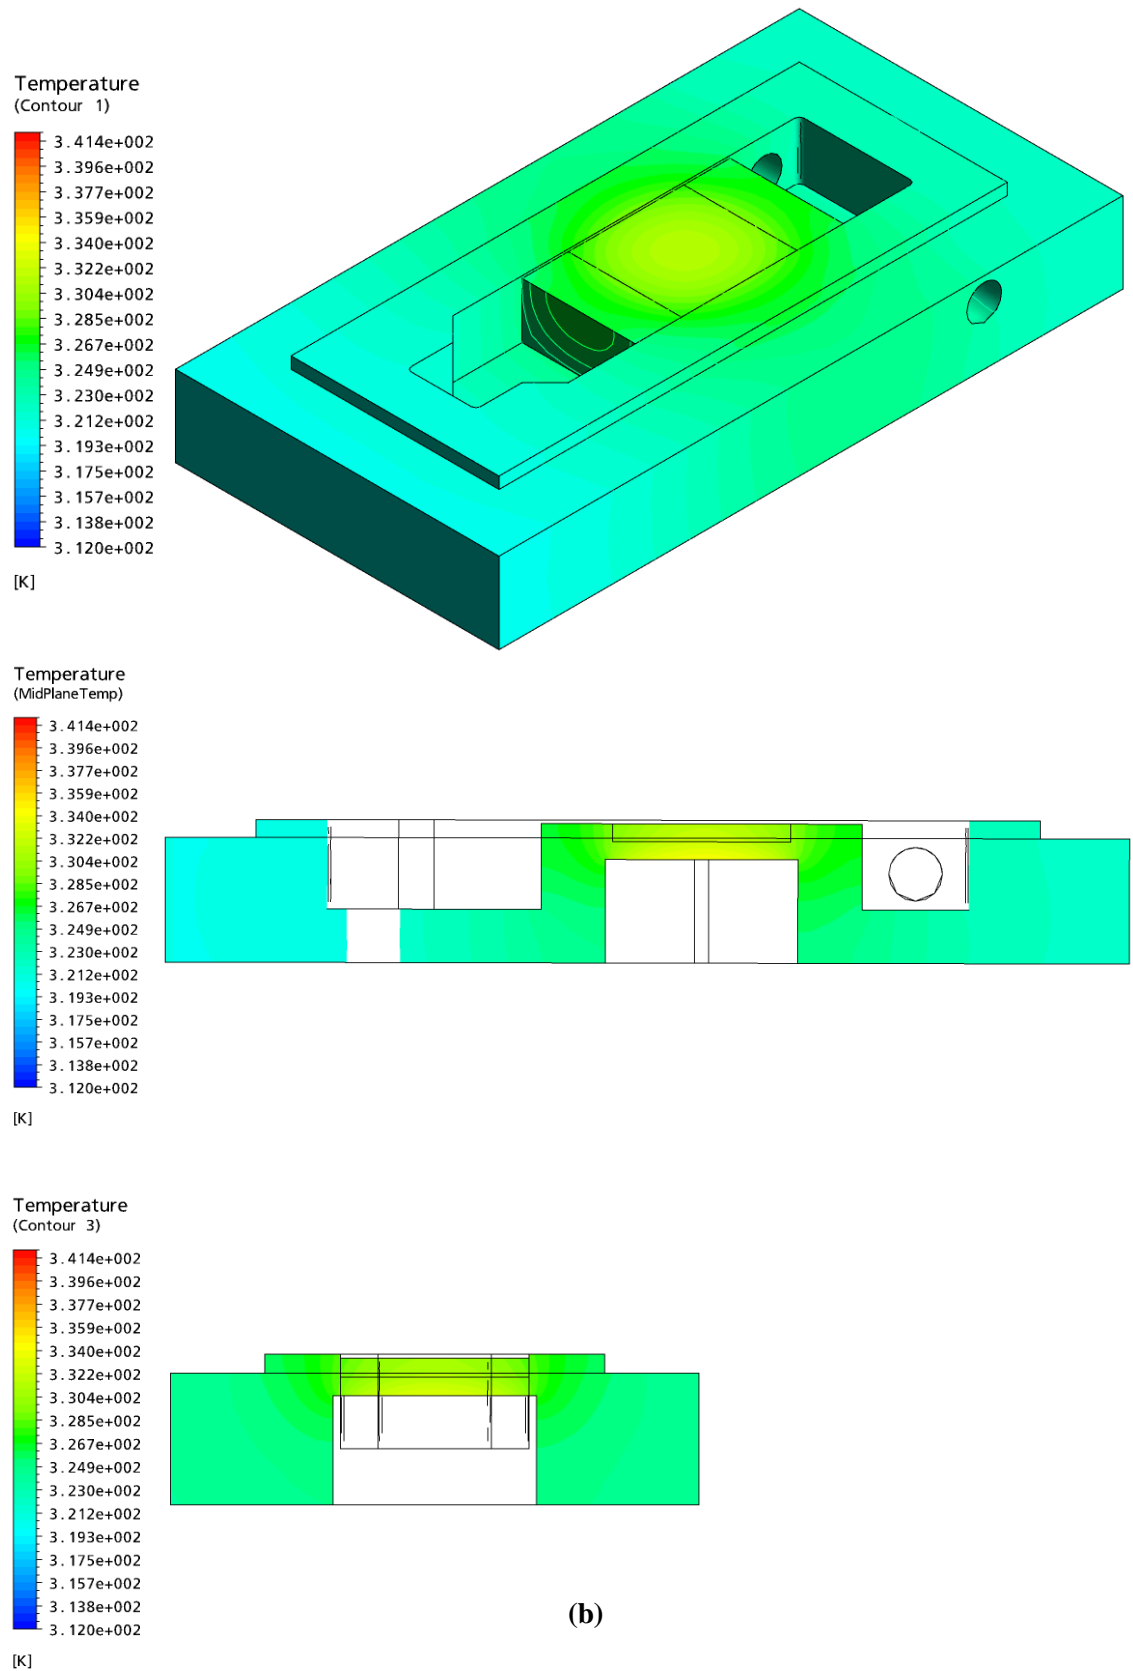 Temperature
(Contour 1)
3.414e+002
3.396e+002
3.377e+002
3.359e+002
3.340e+002
3.322e+002
3.304e+002
3.285e+002
3.267e+002
3.249e+002
3.230e+002
3.212e+002
3.193e+002
3.175e+002
3.157e+002
3.138e+002
3.120e+002
[K]
Temperature
(MidPlaneTemp)
3.414e+002
3.396e+002
3.377e+002
3.359e+002
3.340e+002
3.322e+002
3.304e+002
3.285e+002
3.267e+002
3.249e+002
3.230e+002
3.212e+002
3.193e+002
3.175e+002
3.157e+002
3.138e+002
3.120e+002
[K]
Temperature
(Contour 3)
3.414e+002
3.396e+002
3.377e+002
3.359e+002
3.340e+002
3.322e+002
3.304e+002
3.285e+002
3.267e+002
3.249e+002
3.230e+002
3.212e+002
3.193e+002
3.175e+002
3.157e+002
3.138e+002
3.120e+002
[K]
(b)